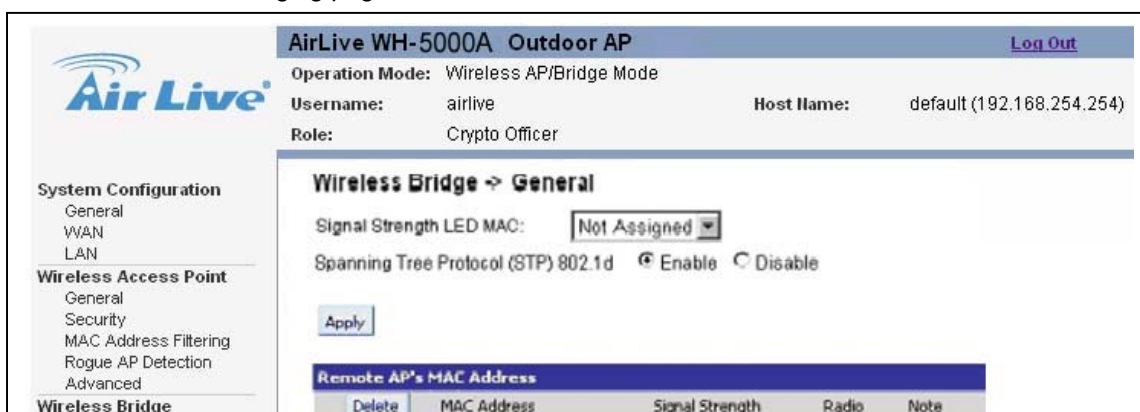 Air Live
AirLive WH-5000A Outdoor AP Log Out
Operation Mode: Wireless AP/Bridge Mode
Username: airlive Host Name: default (192.168.254.254)
Role: Crypto Officer
System Configuration
General
WAN
LAN
Wireless Access Point
General
Security
MAC Address Filtering
Rogue AP Detection
Advanced
Wireless Bridge
Wireless Bridge -> General
Signal Strength LED MAC: Not Assigned
Spanning Tree Protocol (STP) 802.1d Enable Disable
Apply
Remote AP's MAC Address
Delete MAC Address Signal Strength Radio Note